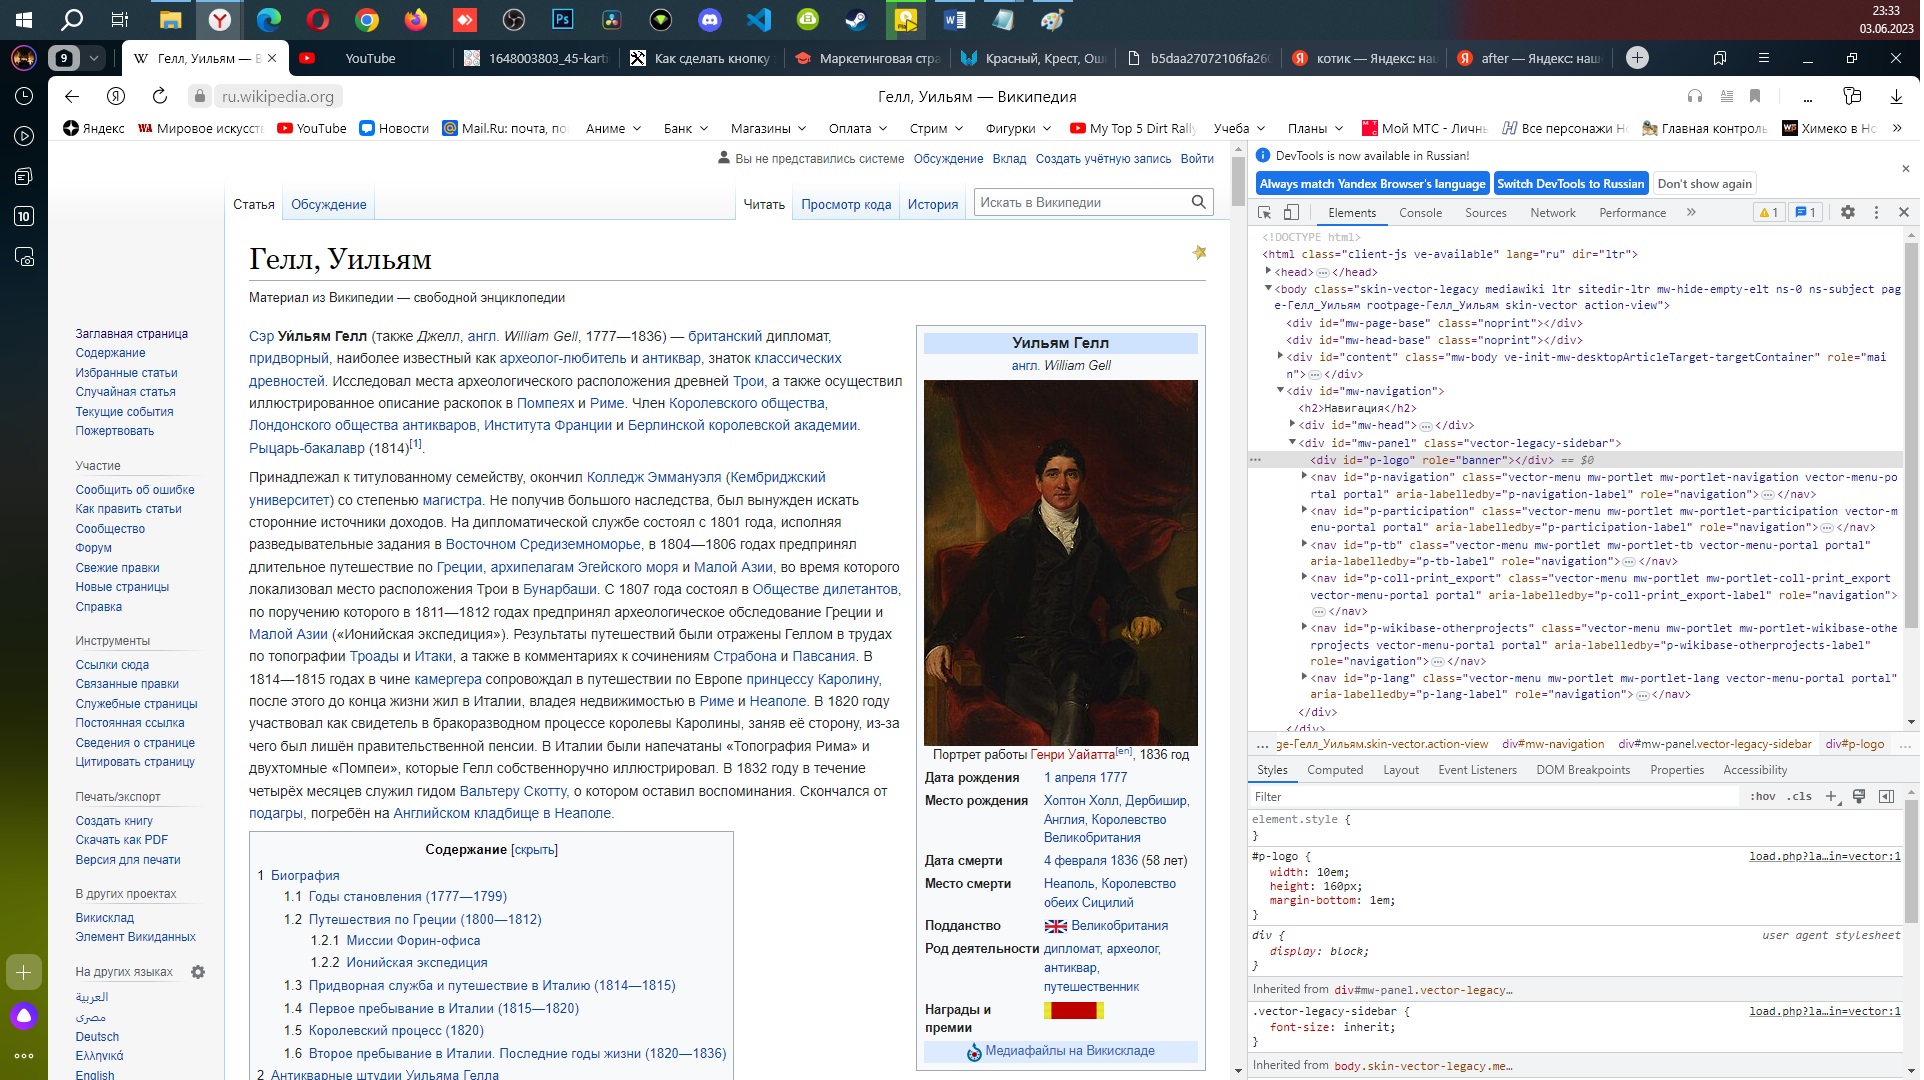 23:33
03.06.2023
9
Гелл, Уильям — В
YouTube
1648003803_45-karti
Как сделать кнопку
Маркетинговая стра
Красный, Крест, Ош
b5daa27072106fa260
котик — Яндекс: наш
after — Яндекс: наш
ru.wikipedia.org
Гелл, Уильям — Википедия
Яндекс
Мировое искусст
YouTube
Новости
Mail.Ru: почта, по
Аниме
Банк
Магазины
Оплата
Стрим
Фигурки
My Top 5 Dirt Rally
Учеба
Планы
Мой МТС - Личн
Все персонажи Н
Главная контроль
Химеко в Но
10
Вы не представились системе Обсуждение Вклад Создать учётную запись Войти
Статья Обсуждение Читать Просмотр кода История Искать в Википедии
Гелл, Уильям
Материал из Википедии — свободной энциклопедии
Заглавная страница
Содержание
Избранные статьи
Случайная статья
Текущие события
Пожертвовать
Участие
Сообщить об ошибке
Как править статьи
Сообщество
Форум
Свежие правки
Новые страницы
Справка
Инструменты
Ссылки сюда
Связанные правки
Служебные страницы
Постоянная ссылка
Сведения о странице
Цитировать страницу
Печать/экспорт
Создать книгу
Скачать как PDF
Версия для печати
В других проектах
Викисклад
Элемент Викиданных
На других языках
العربية
مصرى
Deutsch
Ελληνικά
English
Сэр Уи́льям Гелл (также Джелл, англ. William Gell, 1777—1836) — британский дипломат,
придворный, наиболее известный как археолог-любитель и антиквар, знаток классических
древностей. Исследовал места археологического расположения древней Трои, а также осуществил
иллюстрированное описание раскопок в Помпеях и Риме. Член Королевского общества,
Лондонского общества антикваров, Института Франции и Берлинской королевской академии.
Рыцарь-бакалавр (1814)[1].
Принадлежал к титулованному семейству, окончил Колледж Эммануэля (Кембриджский
университет) со степенью магистра. Не получив большого наследства, был вынужден искать
сторонние источники доходов. На дипломатической службе состоял с 1801 года, исполняя
разведывательные задания в Восточном Средиземноморье, в 1804—1806 годах предпринял
длительное путешествие по Греции, архипелагам Эгейского моря и Малой Азии, во время которого
локализовал место расположения Трои в Бунарбаши. С 1807 года состоял в Обществе дилетантов,
по поручению которого в 1811—1812 годах предпринял археологическое обследование Греции и
Малой Азии («Ионийская экспедиция»). Результаты путешествий были отражены Геллом в трудах
по топографии Троады и Итаки, а также в комментариях к сочинениям Страбона и Павсания. В
1814—1815 годах в чине камергера сопровождал в путешествии по Европе принцессу Каролину,
после этого до конца жизни жил в Италии, владея недвижимостью в Риме и Неаполе. В 1820 году
участвовал как свидетель в бракоразводном процессе королевы Каролины, заняв её сторону, из-за
чего был лишён правительственной пенсии. В Италии были напечатаны «Топография Рима» и
двухтомные «Помпеи», которые Гелл собственноручно иллюстрировал. В 1832 году в течение
четырёх месяцев служил гидом Вальтеру Скотту, о котором оставил воспоминания. Скончался от
подагры, погребён на Английском кладбище в Неаполе.
Содержание [скрыть]
1 Биография
1.1 Годы становления (1777—1799)
1.2 Путешествия по Греции (1800—1812)
1.2.1 Миссии Форин-офиса
1.2.2 Ионийская экспедиция
1.3 Придворная служба и путешествие в Италию (1814—1815)
1.4 Первое пребывание в Италии (1815—1820)
1.5 Королевский процесс (1820)
1.6 Второе пребывание в Италии. Последние годы жизни (1820—1836)
2 Антикварные штудии Уильяма Гелла
Уильям Гелл
англ. William Gell
Портрет работы Генри Уайатта[en], 1836 год
Дата рождения 1 апреля 1777
Место рождения Хоптон Холл, Дербишир,
Англия, Королевство
Великобритания
Дата смерти 4 февраля 1836 (58 лет)
Место смерти Неаполь, Королевство
обеих Сицилий
Подданство Великобритания
Род деятельности дипломат, археолог,
антиквар,
путешественник
Награды и
премии
Медиафайлы на Викискладе
DevTools is now available in Russian!
Always match Yandex Browser's language Switch DevTools to Russian Don't show again
Elements Console Sources Network Performance » 1 1
<!DOCTYPE html>
<html class="client-js ve-available" lang="ru" dir="ltr">
<head>…</head>
<body class="skin-vector-legacy mediawiki ltr sitedir-ltr mw-hide-empty-elt ns-0 ns-subject pag
e-Гелл_Уильям rootpage-Гелл_Уильям skin-vector action-view">
<div id="mw-page-base" class="noprint"></div>
<div id="mw-head-base" class="noprint"></div>
<div id="content" class="mw-body ve-init-mw-desktopArticleTarget-targetContainer" role="mai
n">…</div>
<div id="mw-navigation">
<h2>Навигация</h2>
<div id="mw-head">…</div>
<div id="mw-panel" class="vector-legacy-sidebar">
<div id="p-logo" role="banner"></div> == $0
<nav id="p-navigation" class="vector-menu mw-portlet mw-portlet-navigation vector-menu-po
rtal portal" aria-labelledby="p-navigation-label" role="navigation">…</nav>
<nav id="p-participation" class="vector-menu mw-portlet mw-portlet-participation vector-m
enu-portal portal" aria-labelledby="p-participation-label" role="navigation">…</nav>
<nav id="p-tb" class="vector-menu mw-portlet mw-portlet-tb vector-menu-portal portal"
aria-labelledby="p-tb-label" role="navigation">…</nav>
<nav id="p-coll-print_export" class="vector-menu mw-portlet mw-portlet-coll-print_export
vector-menu-portal portal" aria-labelledby="p-coll-print_export-label" role="navigation">
…</nav>
<nav id="p-wikibase-otherprojects" class="vector-menu mw-portlet mw-portlet-wikibase-othe
rprojects vector-menu-portal portal" aria-labelledby="p-wikibase-otherprojects-label"
role="navigation">…</nav>
<nav id="p-lang" class="vector-menu mw-portlet mw-portlet-lang vector-menu-portal portal"
aria-labelledby="p-lang-label" role="navigation">…</nav>
</div>
</div>
... ge-Гелл_Уильям.skin-vector.action-view div#mw-navigation div#mw-panel.vector-legacy-sidebar div#p-logo ...
Styles Computed Layout Event Listeners DOM Breakpoints Properties Accessibility
Filter :hov .cls
element.style {
}
#p-logo { load.php?la…in=vector:1
width: 10em;
height: 160px;
margin-bottom: 1em;
}
div { user agent stylesheet
display: block;
}
Inherited from div#mw-panel.vector-legacy…
.vector-legacy-sidebar { load.php?la…in=vector:1
font-size: inherit;
}
Inherited from body.skin-vector-legacy.me…